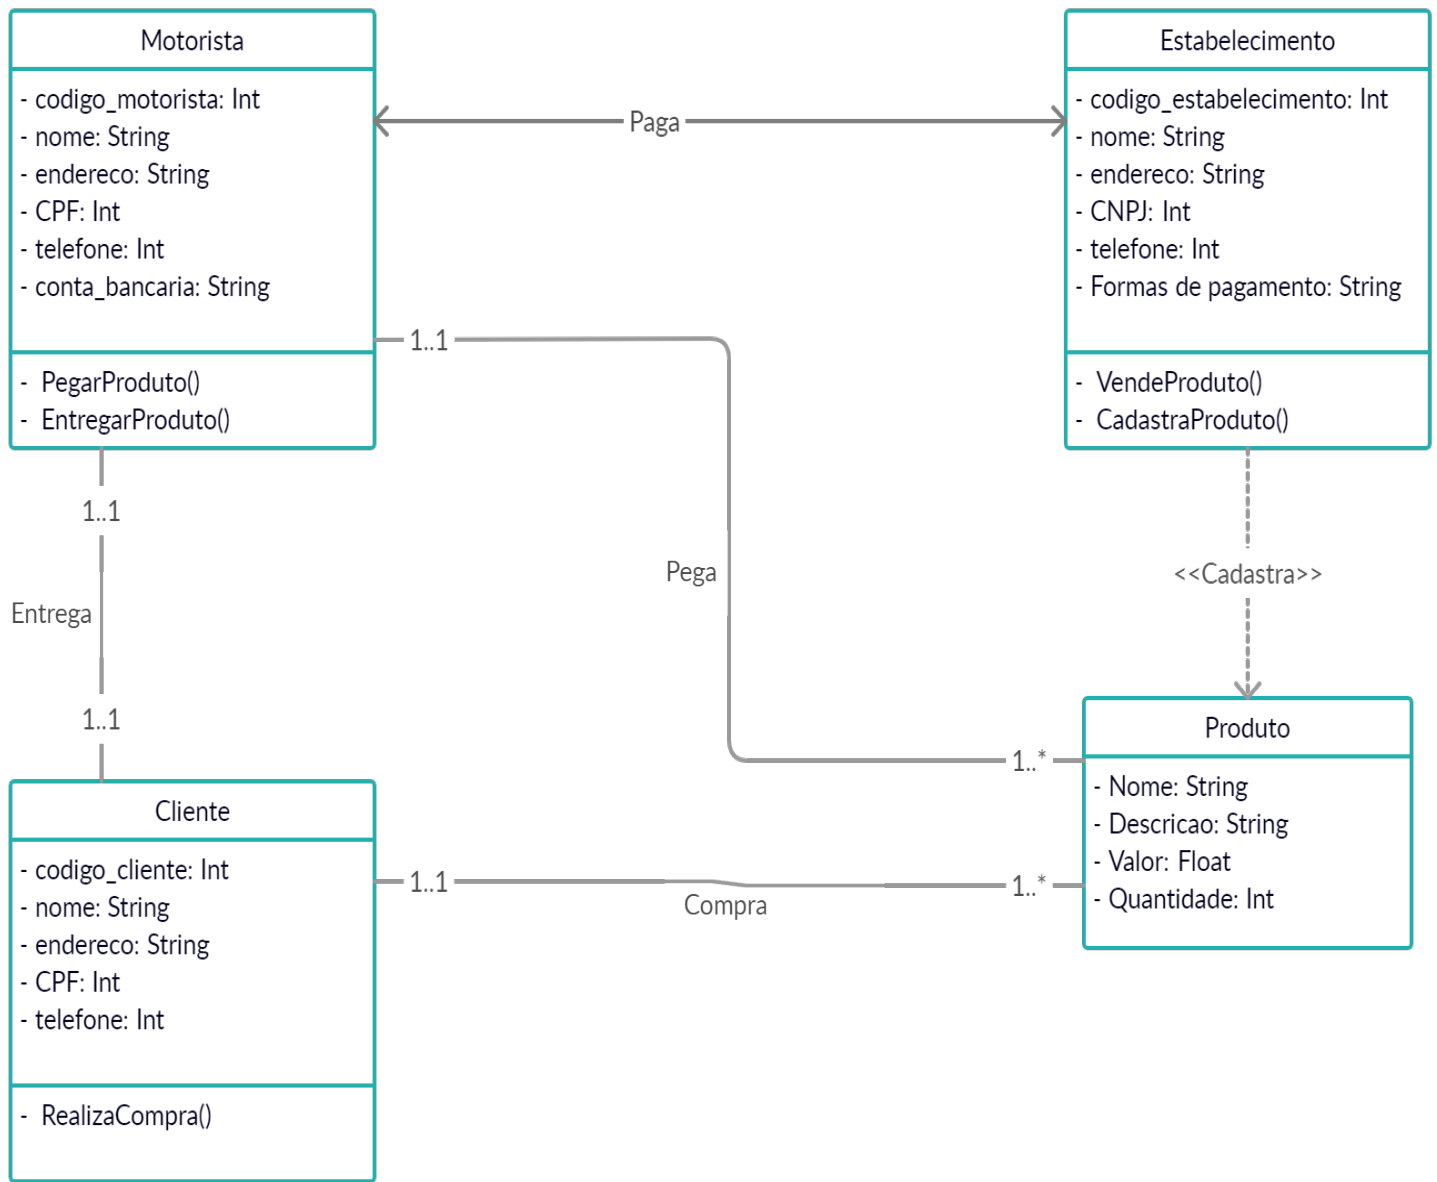 Motorista
- codigo_motorista: Int
- nome: String
- endereco: String
- CPF: Int
- telefone: Int
- conta_bancaria: String
- PegarProduto()
- EntregarProduto()
Paga
Estabelecimento
- codigo_estabelecimento: Int
- nome: String
- endereco: String
- CNPJ: Int
- telefone: Int
- Formas de pagamento: String
- VendeProduto()
- CadastraProduto()
1..1
Pega
1..*
1..1
Entrega
1..1
<<Cadastra>>
Produto
- Nome: String
- Descricao: String
- Valor: Float
- Quantidade: Int
Cliente
- codigo_cliente: Int
- nome: String
- endereco: String
- CPF: Int
- telefone: Int
- RealizaCompra()
1..1
Compra
1..*